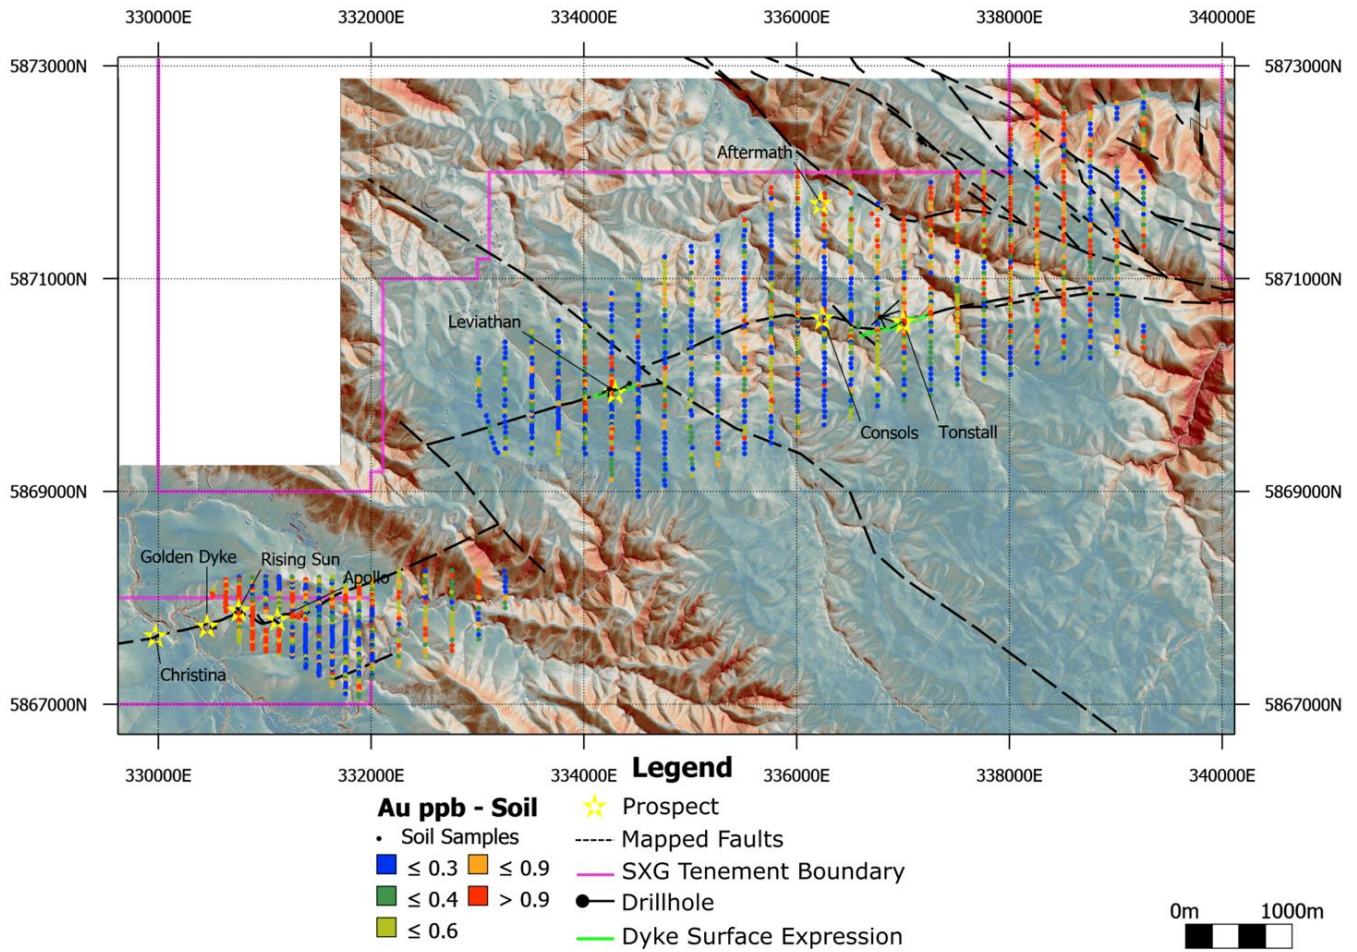 330000E 332000E 334000E 336000E 338000E 340000E
5873000N 5873000N
Aftermath
5871000N 5871000N
Leviathan
Consols Tonstall
5869000N 5869000N
Golden Dyke Rising Sun
Apollo
Christina
5867000N 5867000N
330000E 332000E 334000E 336000E 338000E 340000E
Legend
Au ppb - Soil
Soil Samples
≤ 0.3 ≤ 0.9
≤ 0.4 > 0.9
≤ 0.6
Prospect
Mapped Faults
SXG Tenement Boundary
Drillhole
Dyke Surface Expression
0m 1000m